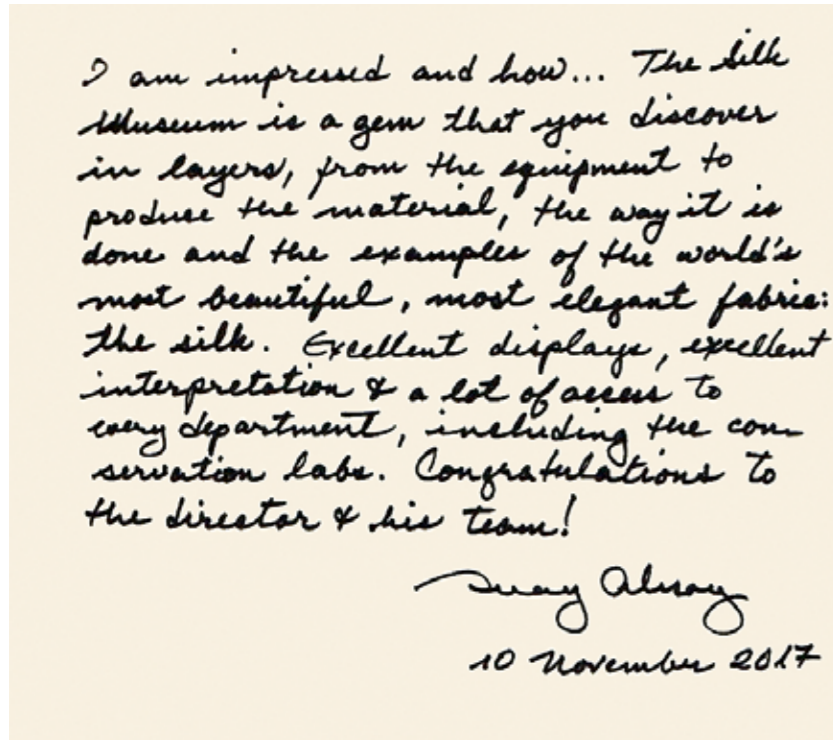 I am impressed and how... The Silk
Museum is a gem that you discover
in layers, from the equipment to
produce the material, the way it is
done and the examples of the world's
most beautiful, most elegant fabric:
the silk. Excellent displays, excellent
interpretation & a lot of access to
every department, including the con
servation labs. Congratulations to
the director & his team!
Suay Aksoy
10 November 2017